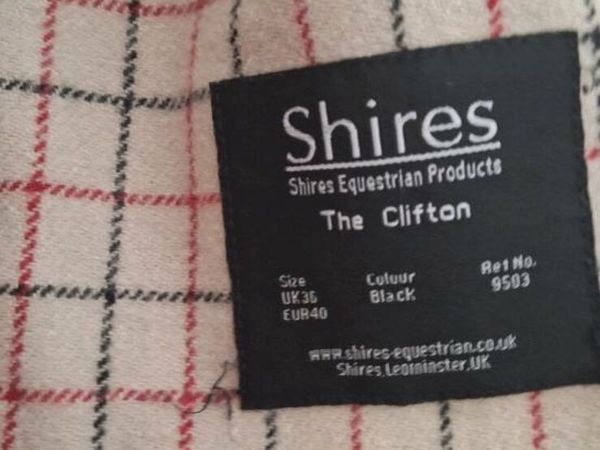 Shires
Shires Equestrian Products
The Clifton
Size Colour Ref No.
UK36 Black 9503
EUR40
www.shires-equestrian.co.uk
Shires, Leominster, UK